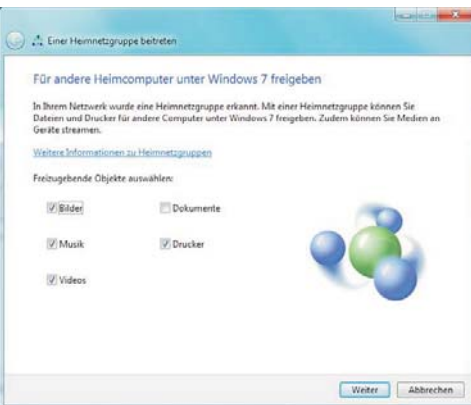 Einer Heimnetzgruppe beitreten
Für andere Heimcomputer unter Windows 7 freigeben
In Ihrem Netzwerk wurde eine Heimnetzgruppe erkannt. Mit einer Heimnetzgruppe können Sie
Dateien und Drucker für andere Computer unter Windows 7 freigeben. Zudem können Sie Medien an
Geräte streamen.
Weitere Informationen zu Heimnetzgruppen
Freizugebende Objekte auswählen:
Bilder Dokumente
Musik Drucker
Videos
Weiter Abbrechen